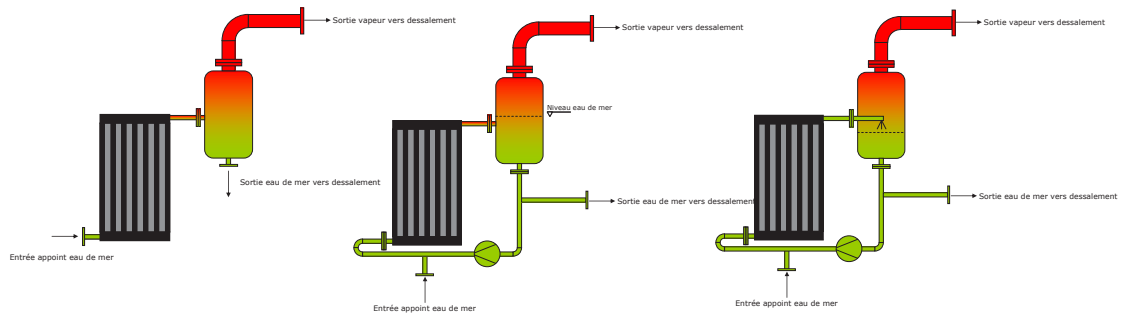 Sortie vapeur vers dessalement
Sortie eau de mer vers dessalement
Entrée appoint eau de mer
Sortie vapeur vers dessalement
Niveau eau de mer
Sortie eau de mer vers dessalement
Entrée appoint eau de mer
Sortie vapeur vers dessalement
Sortie eau de mer vers dessalement
Entrée appoint eau de mer